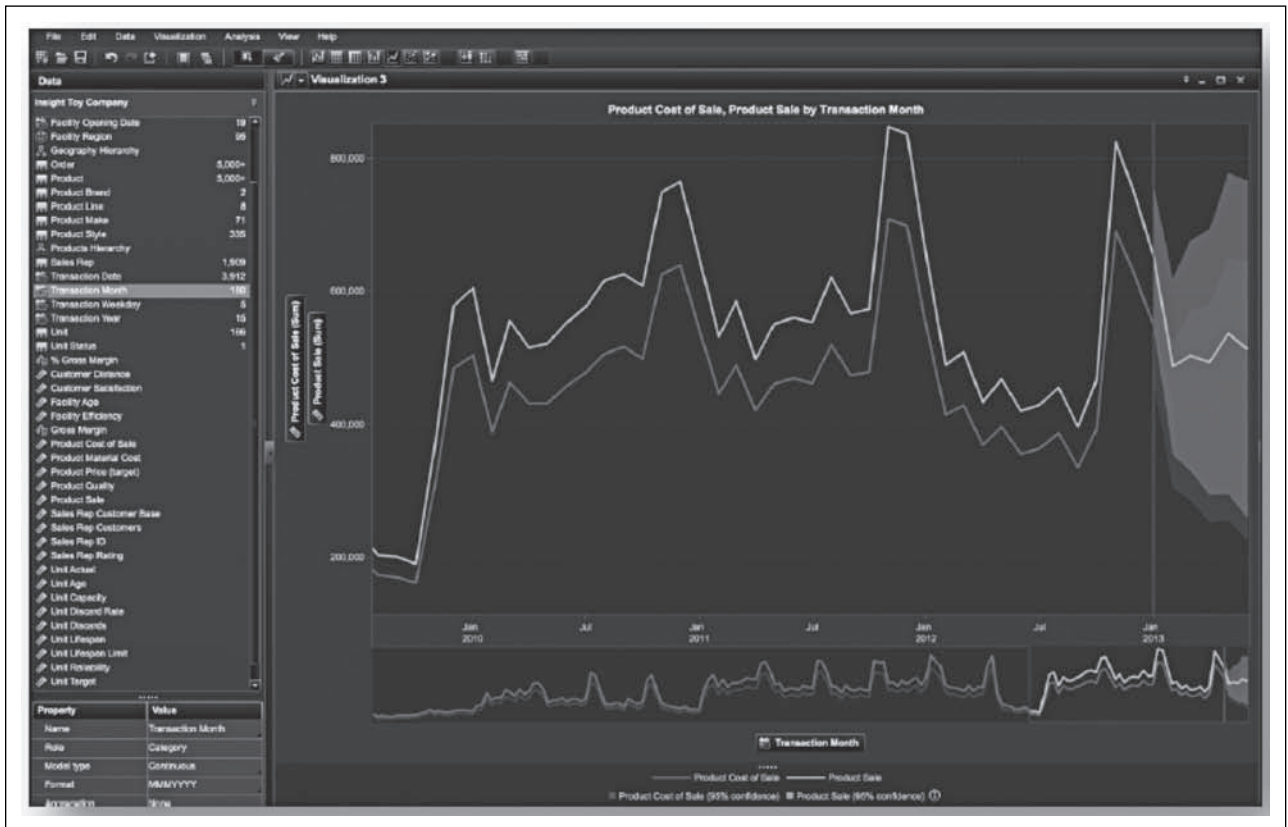 File Edit Data Visualization Analysis View Help
Data
Visualization 3
Insight Toy Company
Facility Opening Date 19
Facility Region 95
Geography Hierarchy
Order 5,000+
Product 5,000+
Product Brand 2
Product Line 8
Product Make 71
Product Style 335
Products Hierarchy
Sales Rep 1,909
Transaction Date 3,912
Transaction Month 180
Transaction Weekday 5
Transaction Year 15
Unit 166
Unit Status 1
% Gross Margin
Customer Distance
Customer Satisfaction
Facility Age
Facility Efficiency
Gross Margin
Product Cost of Sale
Product Material Cost
Product Price (target)
Product Quality
Product Sale
Sales Rep Customer Base
Sales Rep Customers
Sales Rep ID
Sales Rep Rating
Unit Actual
Unit Age
Unit Capacity
Unit Discard Rate
Unit Discards
Unit Lifespan
Unit Lifespan Limit
Unit Reliability
Unit Target
Property Value
Name Transaction Month
Role Category
Model type Continuous
Format MMMYYYY
Aggregation None
Product Cost of Sale, Product Sale by Transaction Month
Product Cost of Sale (Sum)
Product Sale (Sum)
800,000
600,000
400,000
200,000
Jan Jul Jan Jul Jan Jul Jan
2010 2011 2012 2013
Transaction Month
Product Cost of Sale Product Sale
Product Cost of Sale (95% confidence) Product Sale (95% confidence)